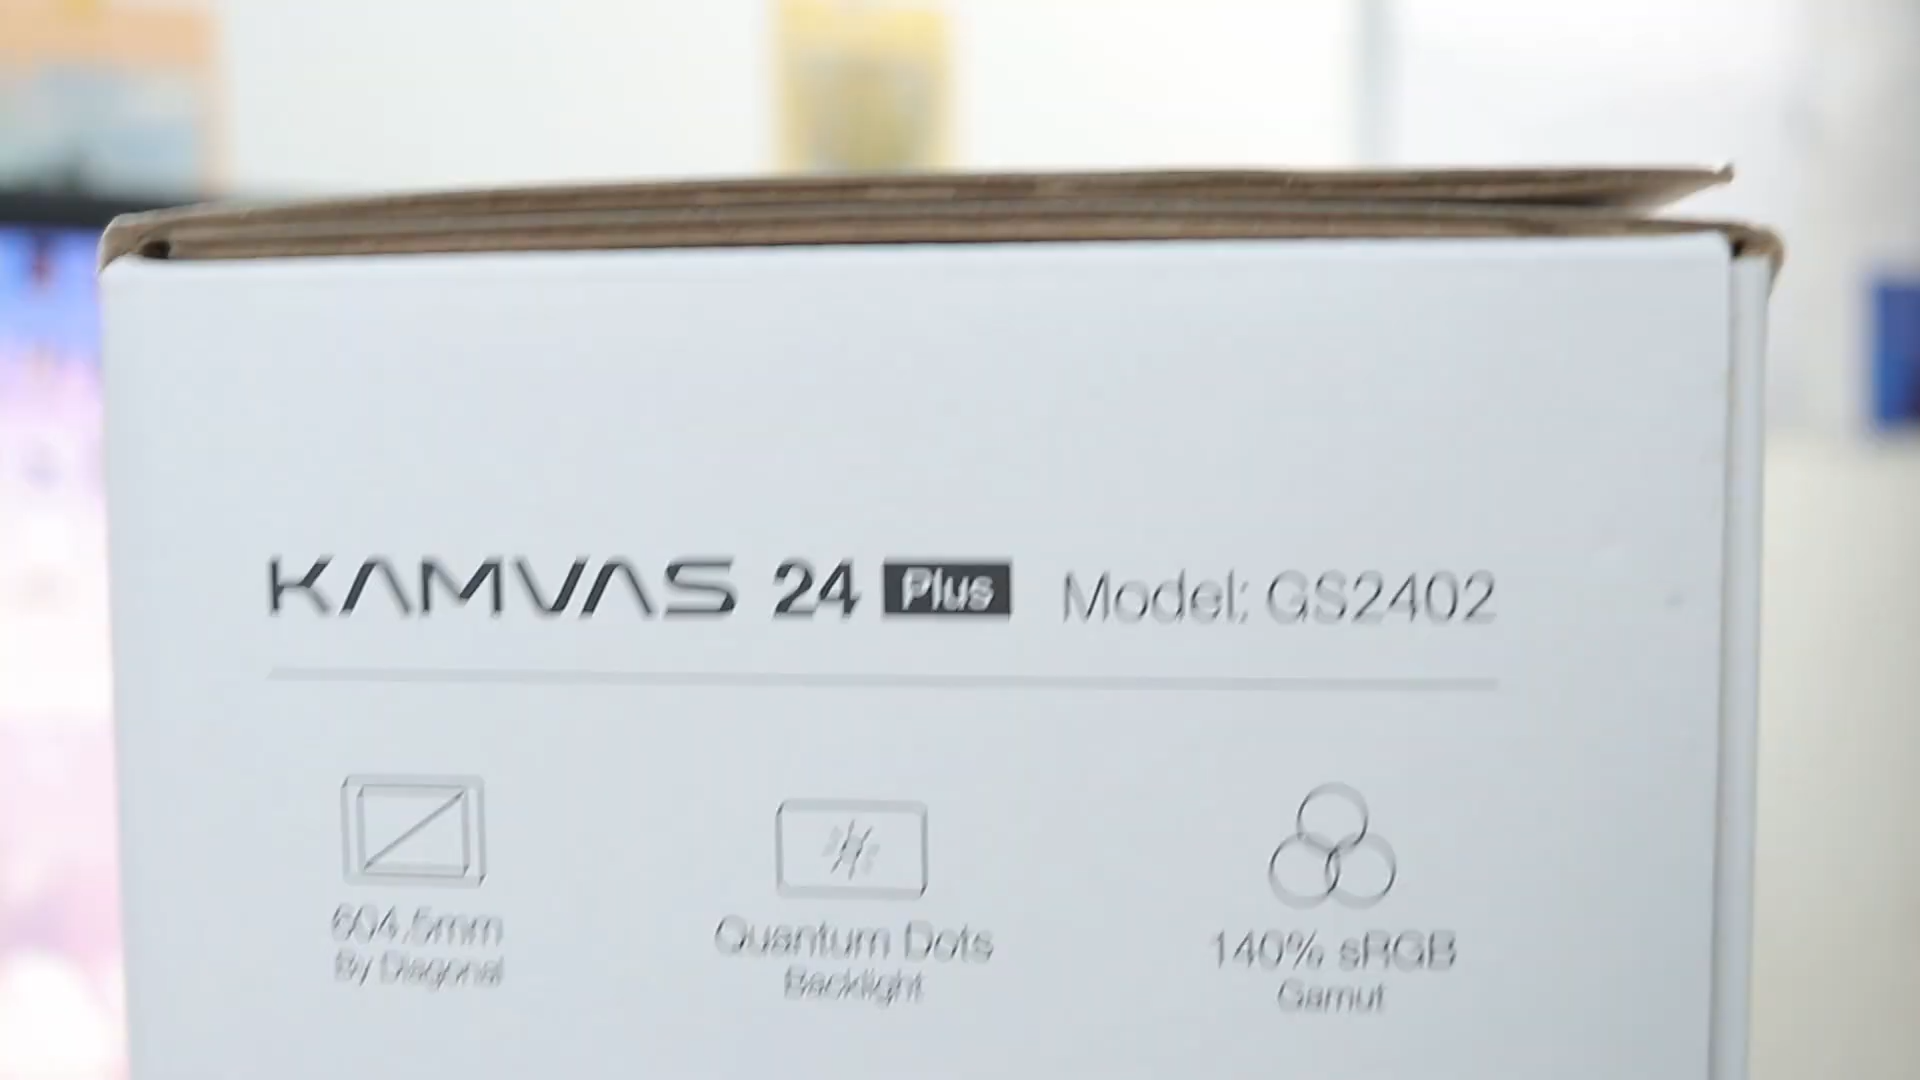 KAMVAS 24 Plus Model: GS2402
604.5mm
By Diagonal
Quantum Dots
Backlight
140% sRGB
Gamut